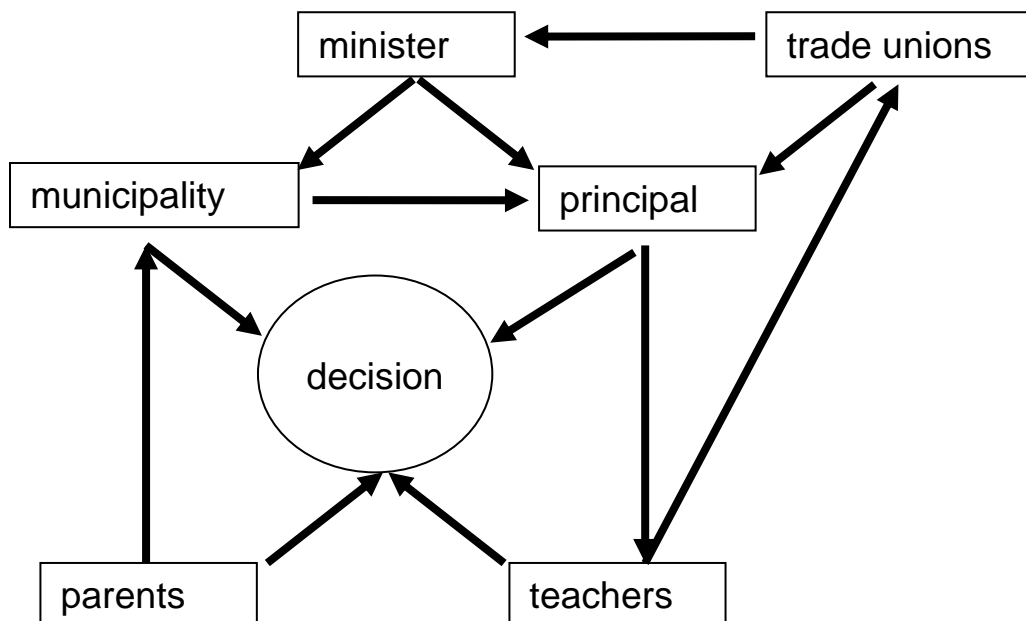 minister
trade unions
municipality
principal
decision
parents
teachers